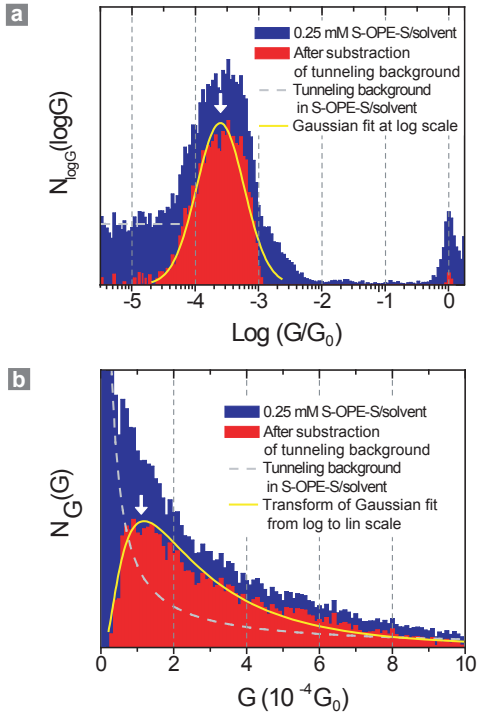 a
0.25 mM S-OPE-S/solvent
After substraction
of tunneling background
Tunneling background
in S-OPE-S/solvent
Gaussian fit at log scale
N_logG(logG)
-5 -4 -3 -2 -1 0
Log (G/G₀)
b
0.25 mM S-OPE-S/solvent
After substraction
of tunneling background
Tunneling background
in S-OPE-S/solvent
Transform of Gaussian fit
from log to lin scale
N_G(G)
0 2 4 6 8 10
G (10⁻⁴G₀)